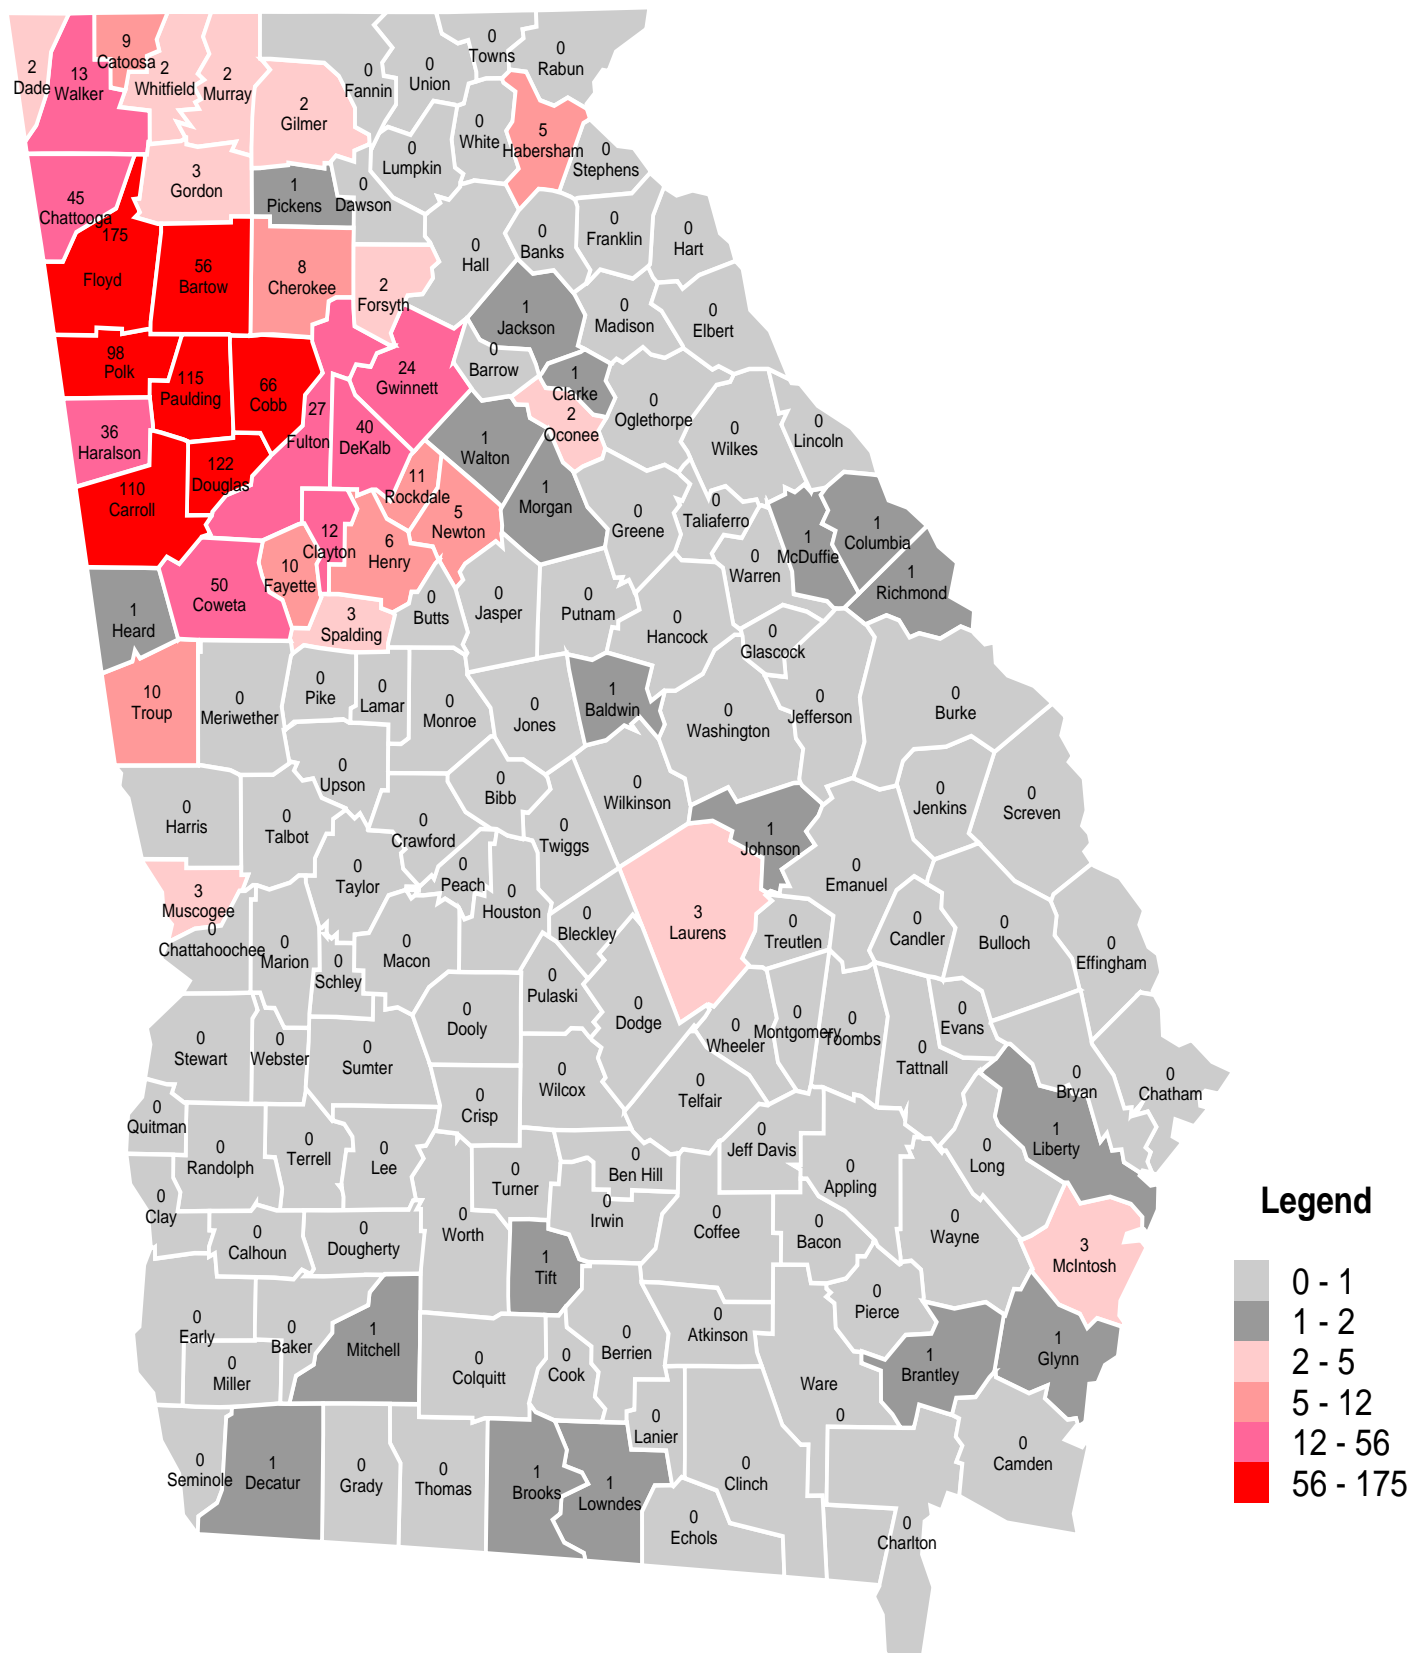 0
Towns
0
Rabun
9
Catoosa
0
Union
2
Dade
13
Walker
2
Whitfield
2
Murray
0
Fannin
2
Gilmer
0
White
5
Habersham
0
Lumpkin
0
Stephens
3
Gordon
1
Pickens
0
Dawson
45
Chattooga
175
Floyd
0
Hall
0
Banks
0
Franklin
0
Hart
56
Bartow
8
Cherokee
2
Forsyth
1
Jackson
0
Madison
0
Elbert
98
Polk
115
Paulding
66
Cobb
24
Gwinnett
0
Barrow
1
Clarke
2
Oconee
0
Oglethorpe
0
Wilkes
0
Lincoln
36
Haralson
27
Fulton
40
DeKalb
1
Walton
122
Douglas
110
Carroll
11
Rockdale
5
Newton
1
Morgan
0
Greene
0
Taliaferro
1
McDuffie
1
Columbia
1
Richmond
0
Warren
12
Clayton
6
Henry
10
Fayette
50
Coweta
1
Heard
3
Spalding
0
Butts
0
Jasper
0
Putnam
0
Hancock
0
Glascock
10
Troup
0
Meriwether
0
Pike
0
Lamar
0
Monroe
0
Jones
1
Baldwin
0
Washington
0
Jefferson
0
Burke
0
Upson
0
Bibb
0
Wilkinson
0
Jenkins
0
Screven
0
Harris
0
Talbot
0
Crawford
0
Twiggs
1
Johnson
0
Taylor
0
Peach
0
Houston
0
Emanuel
3
Muscogee
0
Chattahoochee
0
Marion
0
Schley
0
Macon
0
Bleckley
3
Laurens
0
Treutlen
0
Candler
0
Bulloch
0
Effingham
0
Pulaski
0
Dooly
0
Dodge
0
Wheeler
0
Montgomery
0
Toombs
0
Tattnall
0
Evans
0
Stewart
0
Webster
0
Sumter
0
Wilcox
0
Telfair
0
Bryan
0
Chatham
0
Crisp
0
Quitman
0
Randolph
0
Terrell
0
Lee
0
Turner
0
Ben Hill
0
Jeff Davis
0
Appling
0
Long
1
Liberty
0
Clay
0
Calhoun
0
Dougherty
0
Worth
0
Irwin
0
Coffee
0
Bacon
0
Wayne
3
McIntosh
1
Tift
0
Pierce
0
Early
0
Baker
1
Mitchell
0
Berrien
0
Atkinson
1
Brantley
1
Glynn
0
Miller
0
Colquitt
0
Cook
Ware
0
0
Lanier
0
Camden
0
Seminole
1
Decatur
0
Grady
0
Thomas
1
Brooks
1
Lowndes
0
Clinch
0
Echols
0
Charlton
Legend
0 - 1
1 - 2
2 - 5
5 - 12
12 - 56
56 - 175